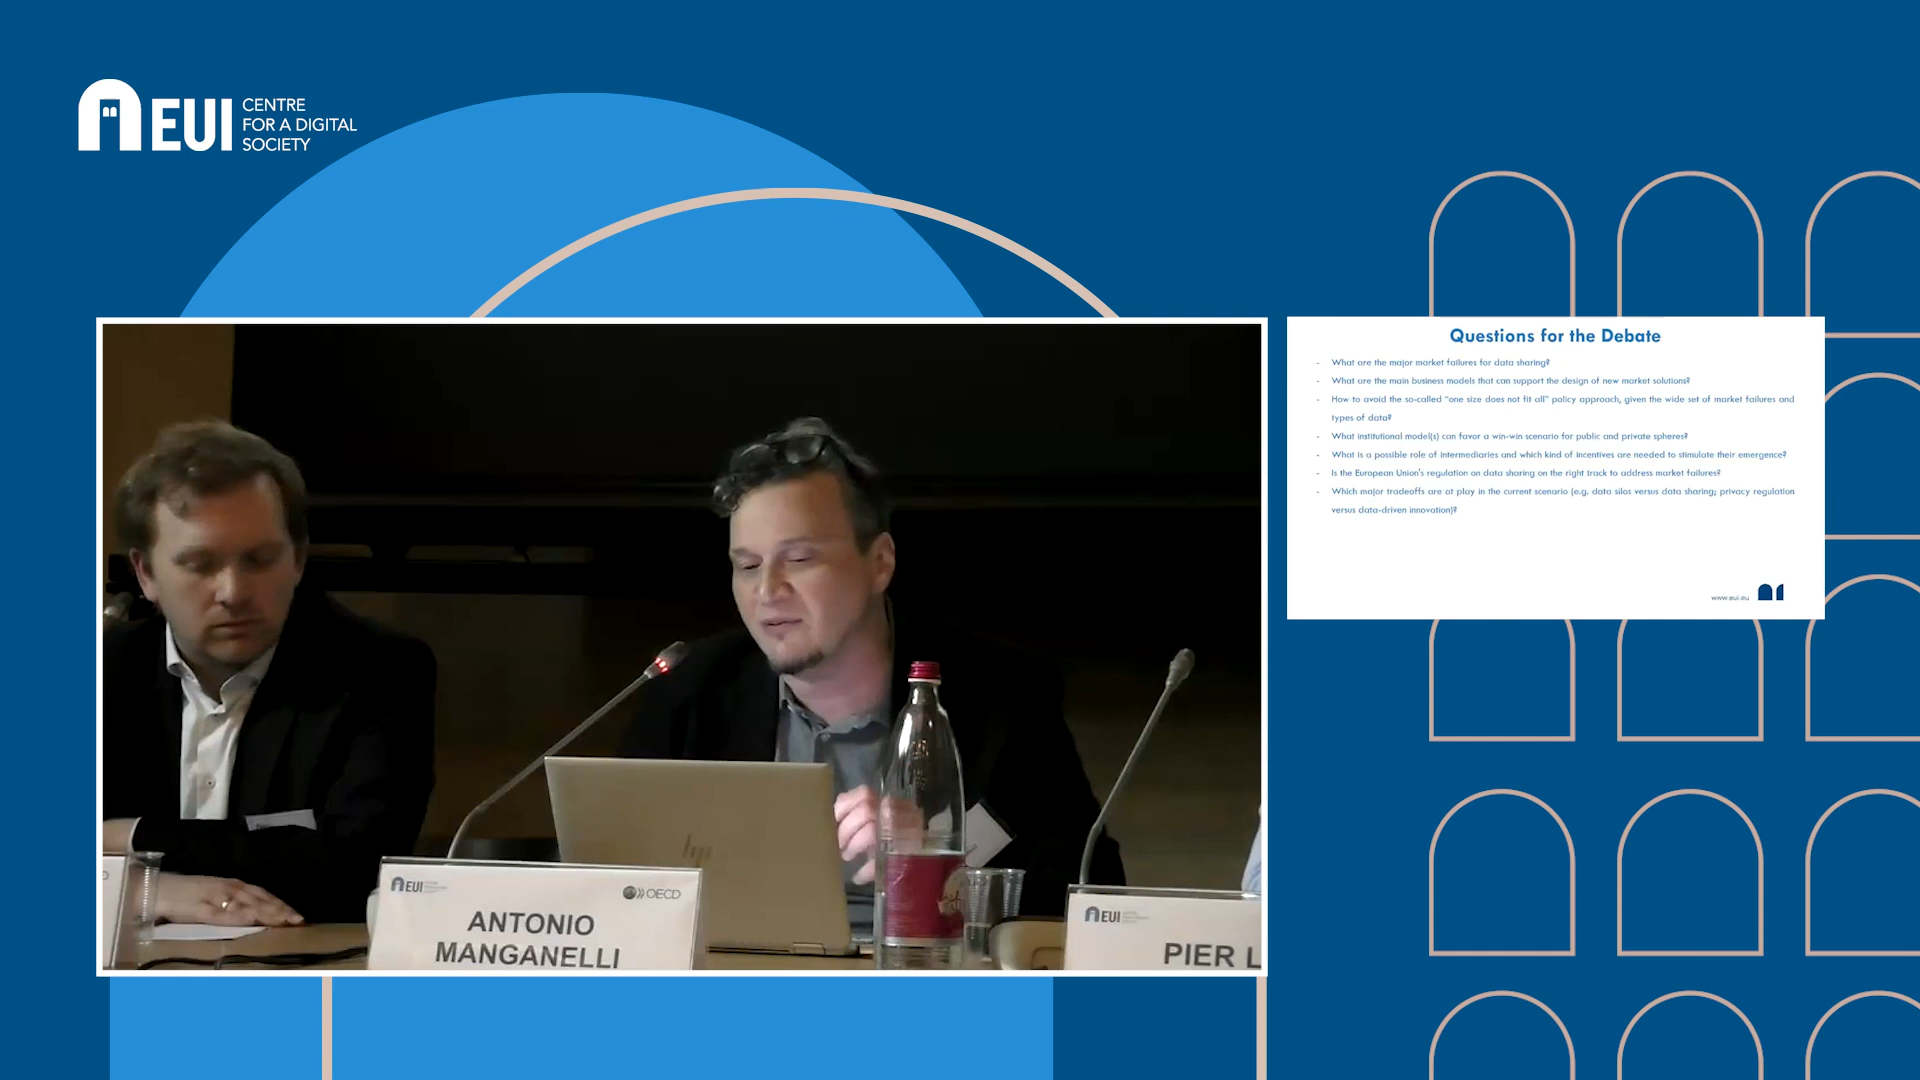 EUI
CENTRE
FOR A DIGITAL
SOCIETY
Questions for the Debate
- What are the major market failures for data sharing?
- What are the main business models that can support the design of new market solutions?
- How to avoid the so-called “one size does not fit all” policy approach, given the wide set of market failures and
types of data?
- What institutional model(s) can favor a win-win scenario for public and private spheres?
- What is a possible role of intermediaries and which kind of incentives are needed to stimulate their emergence?
- Is the European Union's regulation on data sharing on the right track to address market failures?
- Which major tradeoffs are at play in the current scenario (e.g. data silos versus data sharing; privacy regulation
versus data-driven innovation)?
www.eui.eu
hp
EUI
OECD
ANTONIO
MANGANELLI
EUI
PIER L